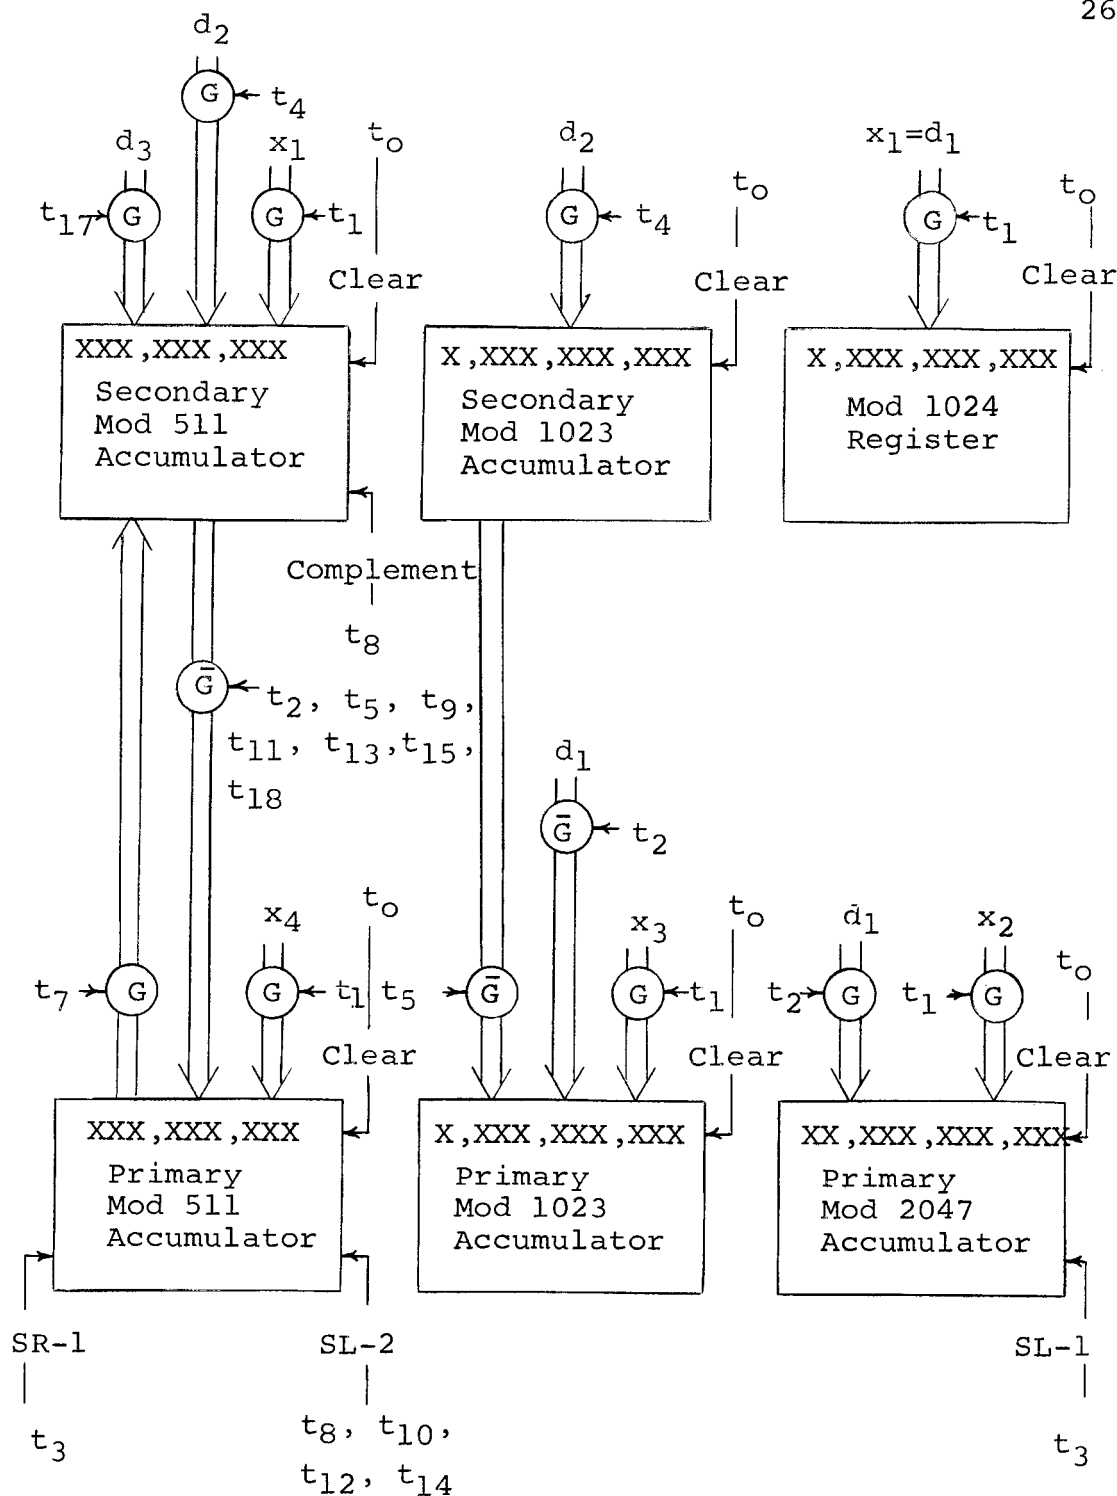 26
d2
G
t4
d3
x1
to
t17
G
G
t1
Clear
d2
G
t4
to
Clear
x1=d1
G
t1
to
Clear
XXX,XXX,XXX
Secondary
Mod 511
Accumulator
X,XXX,XXX,XXX
Secondary
Mod 1023
Accumulator
X,XXX,XXX,XXX
Mod 1024
Register
Complement
t8
Ḡ
t2, t5, t9,
t11, t13,t15,
t18
d1
Ḡ
t2
t7
G
x4
G
t1
to
Clear
t5
Ḡ
x3
G
t1
to
Clear
d1
t2
G
x2
t1
G
to
Clear
XXX,XXX,XXX
Primary
Mod 511
Accumulator
X,XXX,XXX,XXX
Primary
Mod 1023
Accumulator
XX,XXX,XXX,XXX
Primary
Mod 2047
Accumulator
SR-1
t3
SL-2
t8, t10,
t12, t14
SL-1
t3